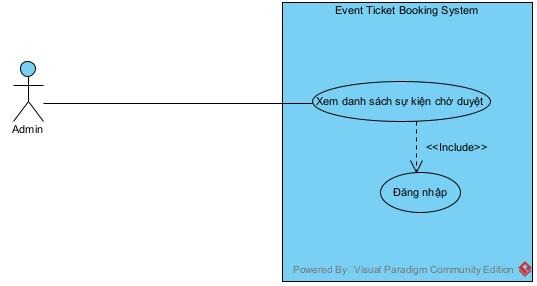 Event Ticket Booking System
Xem danh sách sự kiện chờ duyệt
Admin
<<Include>>
Đăng nhập
Powered By: Visual Paradigm Community Edition